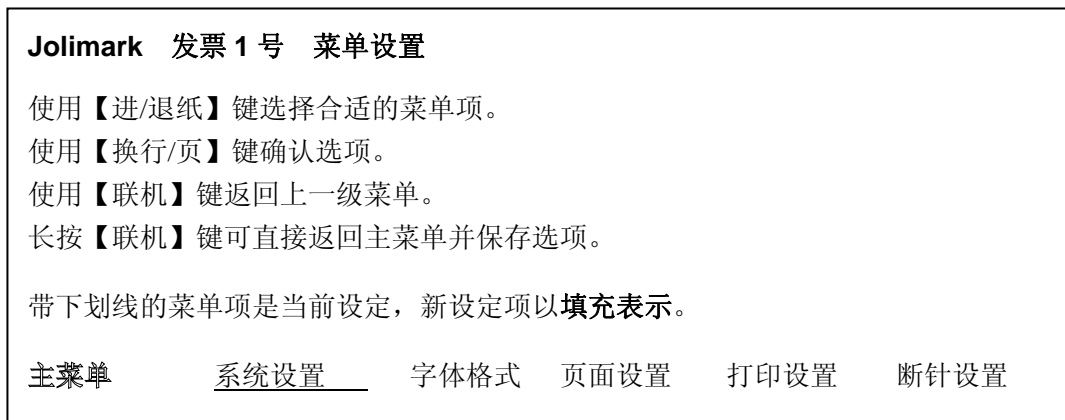 Jolimark 发票 1 号 菜单设置
使用【进/退纸】键选择合适的菜单项。
使用【换行/页】键确认选项。
使用【联机】键返回上一级菜单。
长按【联机】键可直接返回主菜单并保存选项。
带下划线的菜单项是当前设定，新设定项以填充表示。
主菜单 系统设置 字体格式 页面设置 打印设置 断针设置